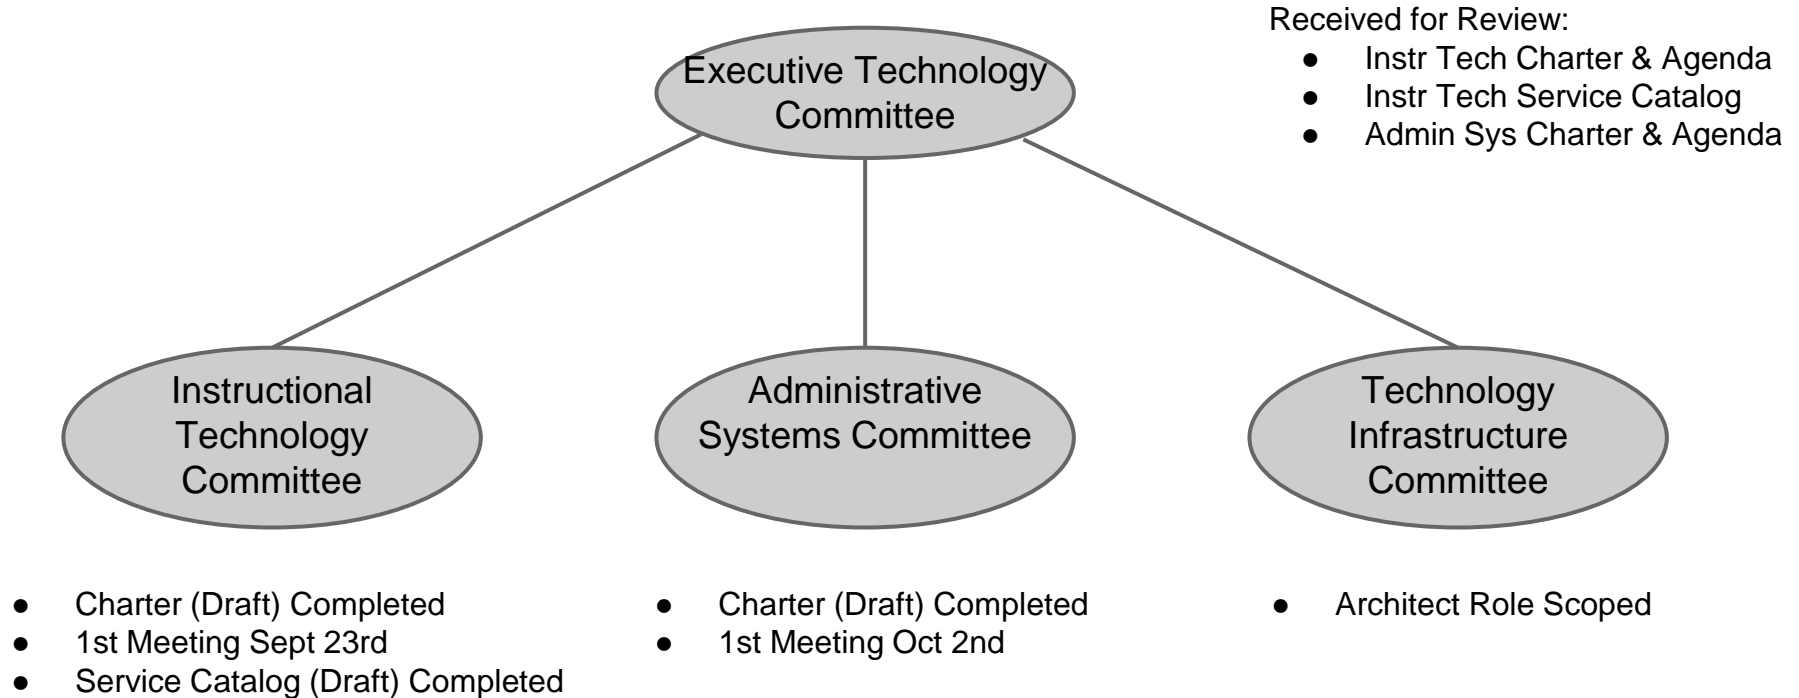 Received for Review:
● Instr Tech Charter & Agenda
● Instr Tech Service Catalog
● Admin Sys Charter & Agenda
Executive Technology
Committee
Instructional
Technology
Committee
Administrative
Systems Committee
Technology
Infrastructure
Committee
● Charter (Draft) Completed
● 1st Meeting Sept 23rd
● Service Catalog (Draft) Completed
● Charter (Draft) Completed
● 1st Meeting Oct 2nd
● Architect Role Scoped